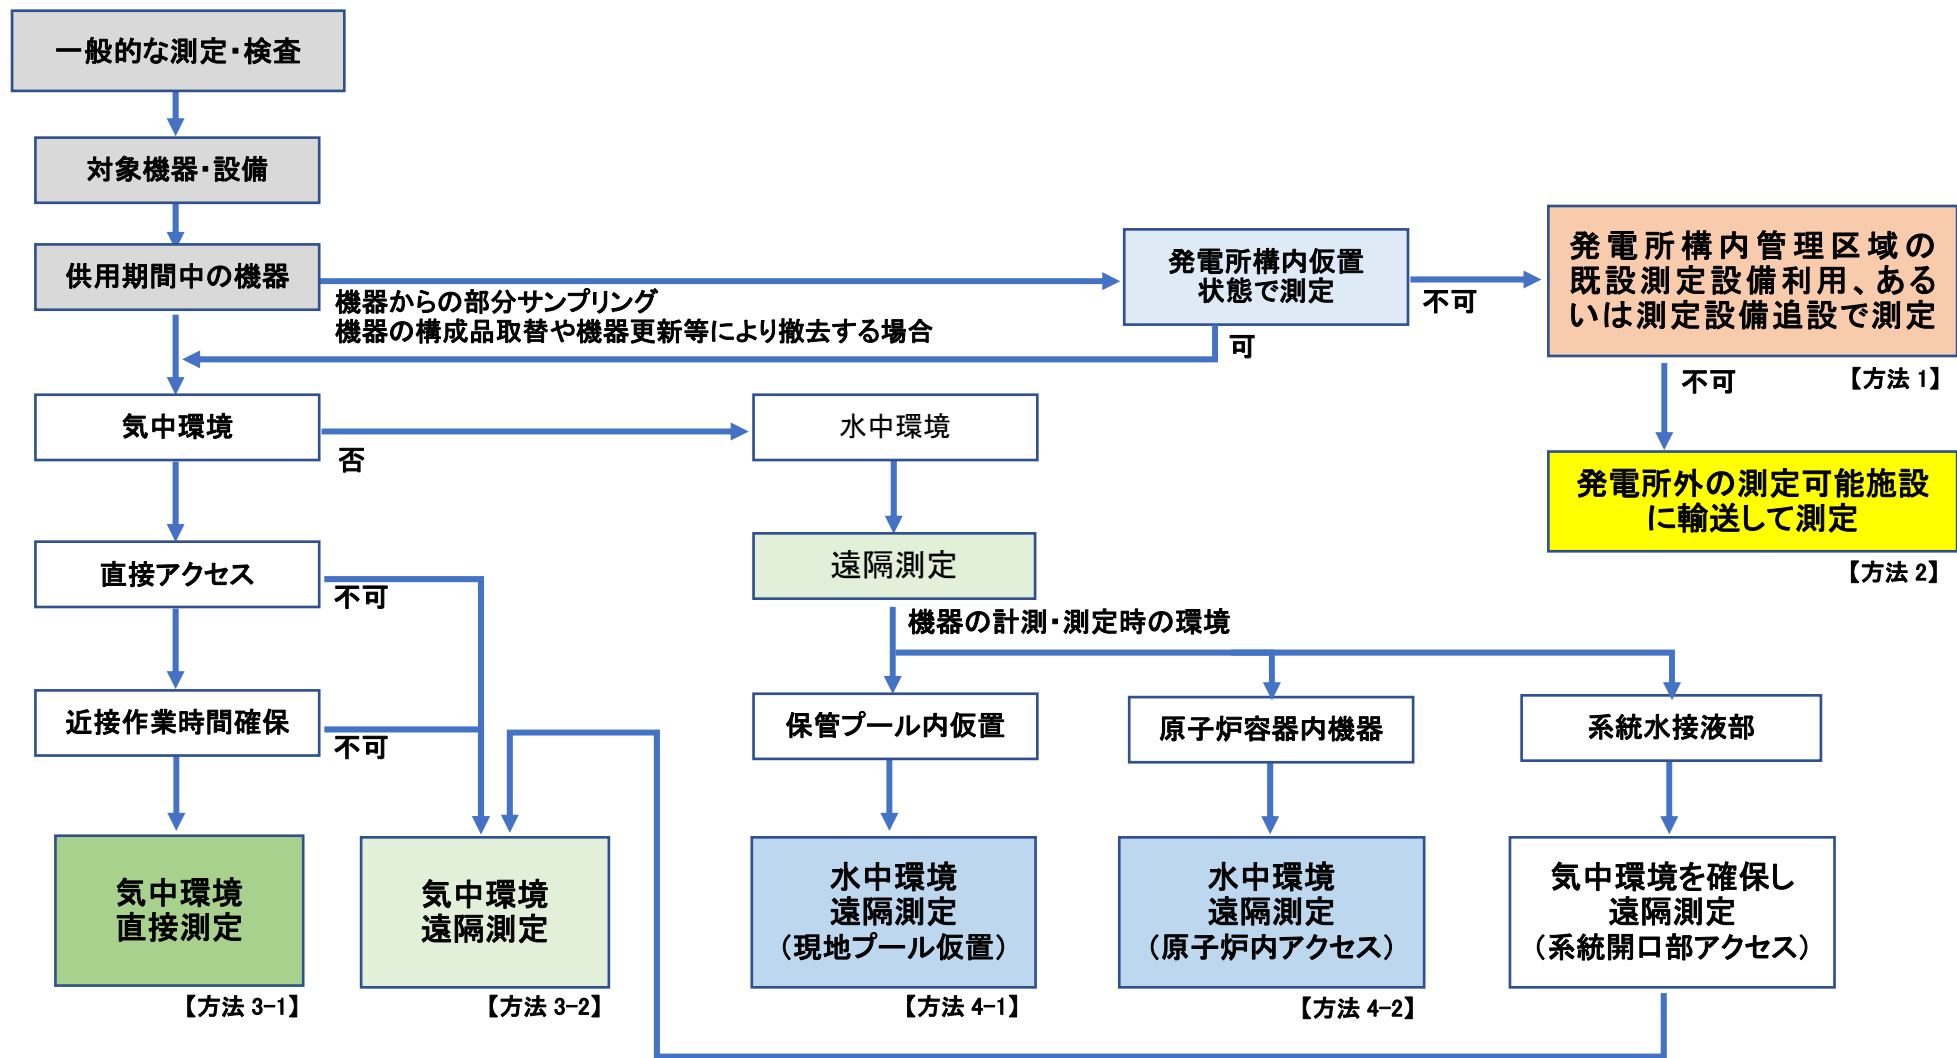 一般的な測定・検査
対象機器・設備
供用期間中の機器
機器からの部分サンプリング
機器の構成品取替や機器更新等により撤去する場合
発電所構内仮置
状態で測定
不可
可
発電所構内管理区域の
既設測定設備利用、ある
いは測定設備追設で測定
【方法 1】
不可
発電所外の測定可能施設
に輸送して測定
【方法 2】
気中環境
否
水中環境
直接アクセス
不可
遠隔測定
機器の計測・測定時の環境
近接作業時間確保
不可
保管プール内仮置
原子炉容器内機器
系統水接液部
気中環境
直接測定
【方法 3-1】
気中環境
遠隔測定
【方法 3-2】
水中環境
遠隔測定
（現地プール仮置）
【方法 4-1】
水中環境
遠隔測定
（原子炉内アクセス）
【方法 4-2】
気中環境を確保し
遠隔測定
（系統開口部アクセス）